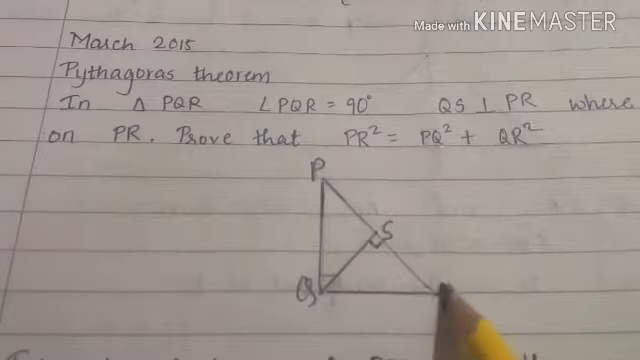 Made with KINEMASTER
March 2015
Pythagoras theorem
In Δ PQR ∠PQR = 90° QS ⊥ PR where
on PR. Prove that PR² = PQ² + QR²
P
S
Q